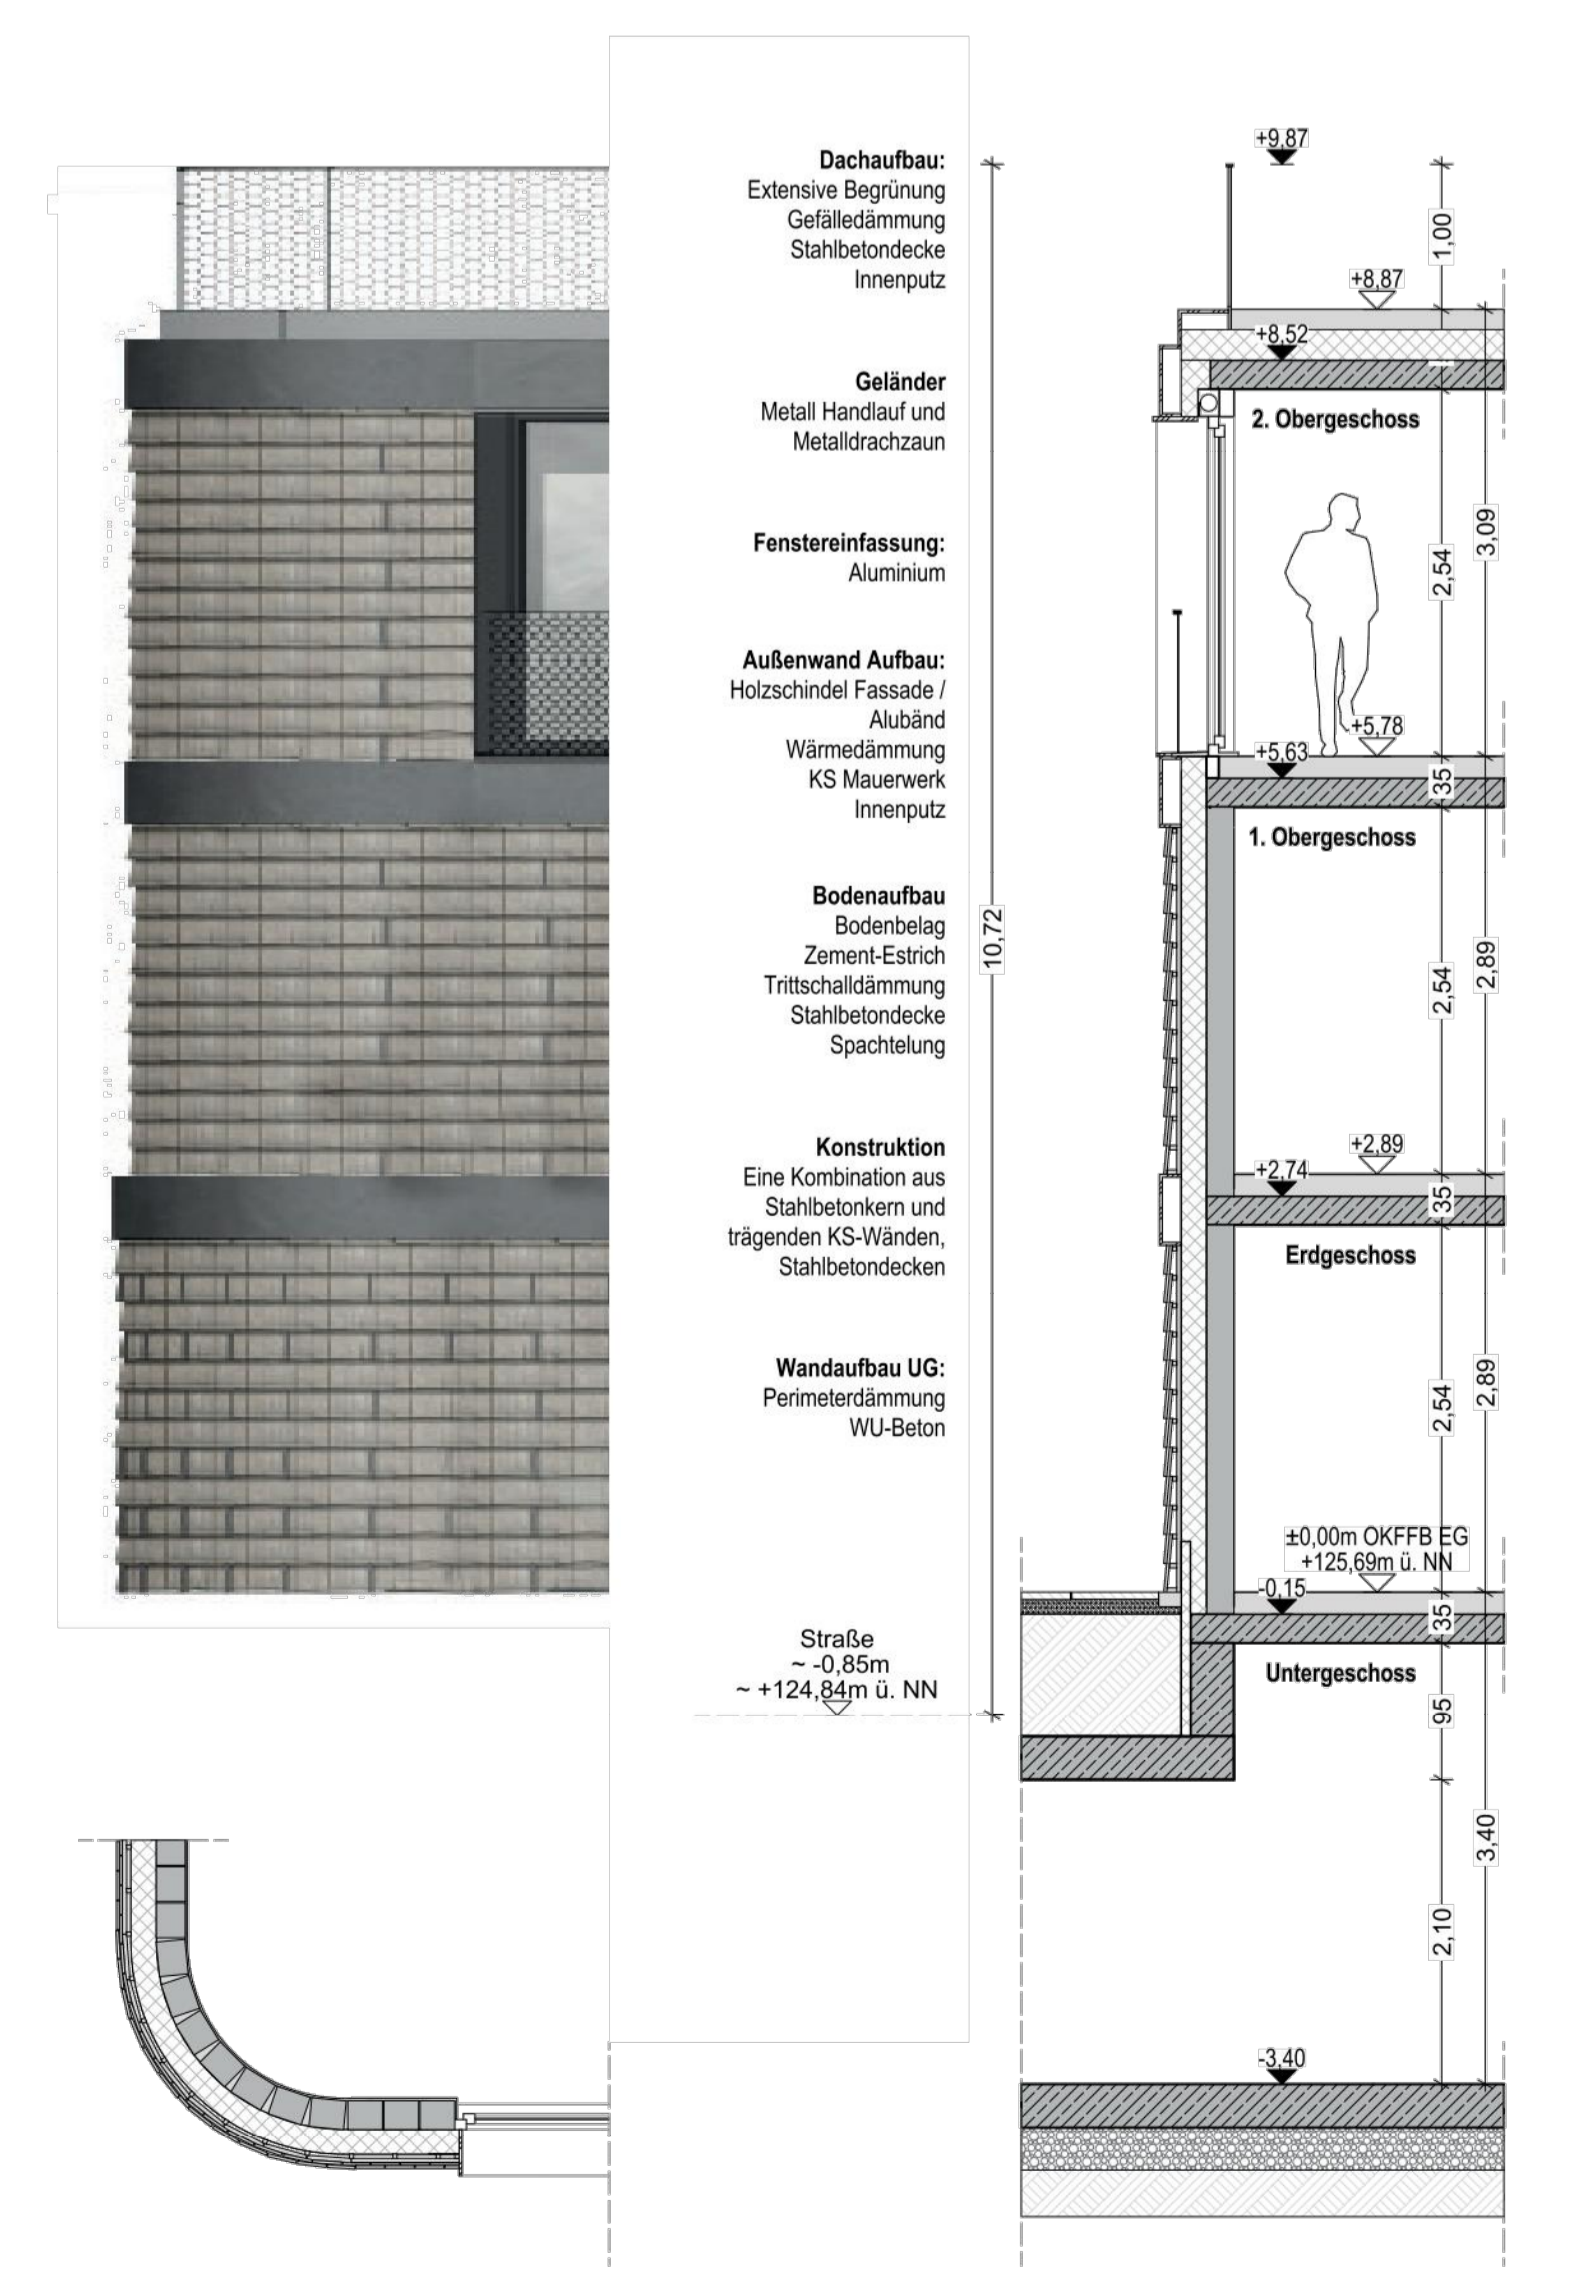 Dachaufbau:
Extensive Begrünung
Gefälledämmung
Stahlbetondecke
Innenputz
Geländer
Metall Handlauf und
Metalldrachzaun
Fenstereinfassung:
Aluminium
Außenwand Aufbau:
Holzschindel Fassade /
Alubänd
Wärmedämmung
KS Mauerwerk
Innenputz
Bodenaufbau
Bodenbelag
Zement-Estrich
Trittschalldämmung
Stahlbetondecke
Spachtelung
Konstruktion
Eine Kombination aus
Stahlbetonkern und
trägenden KS-Wänden,
Stahlbetondecken
Wandaufbau UG:
Perimeterdämmung
WU-Beton
Straße
~ -0,85m
~ +124,84m ü. NN
10,72
+9,87
1,00
+8,87
+8,52
2. Obergeschoss
2,54
3,09
+5,78
+5,63
35
1. Obergeschoss
2,54
2,89
+2,89
+2,74
35
Erdgeschoss
2,54
2,89
±0,00m OKFFB EG
+125,69m ü. NN
-0,15
35
Untergeschoss
95
3,40
2,10
-3,40